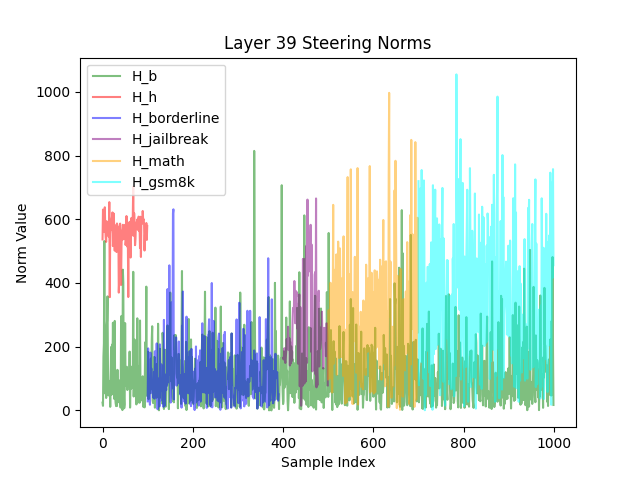 Layer 39 Steering Norms
H_b
H_h
H_borderline
H_jailbreak
H_math
H_gsm8k
1000
800
600
400
200
0
Norm Value
0 200 400 600 800 1000
Sample Index